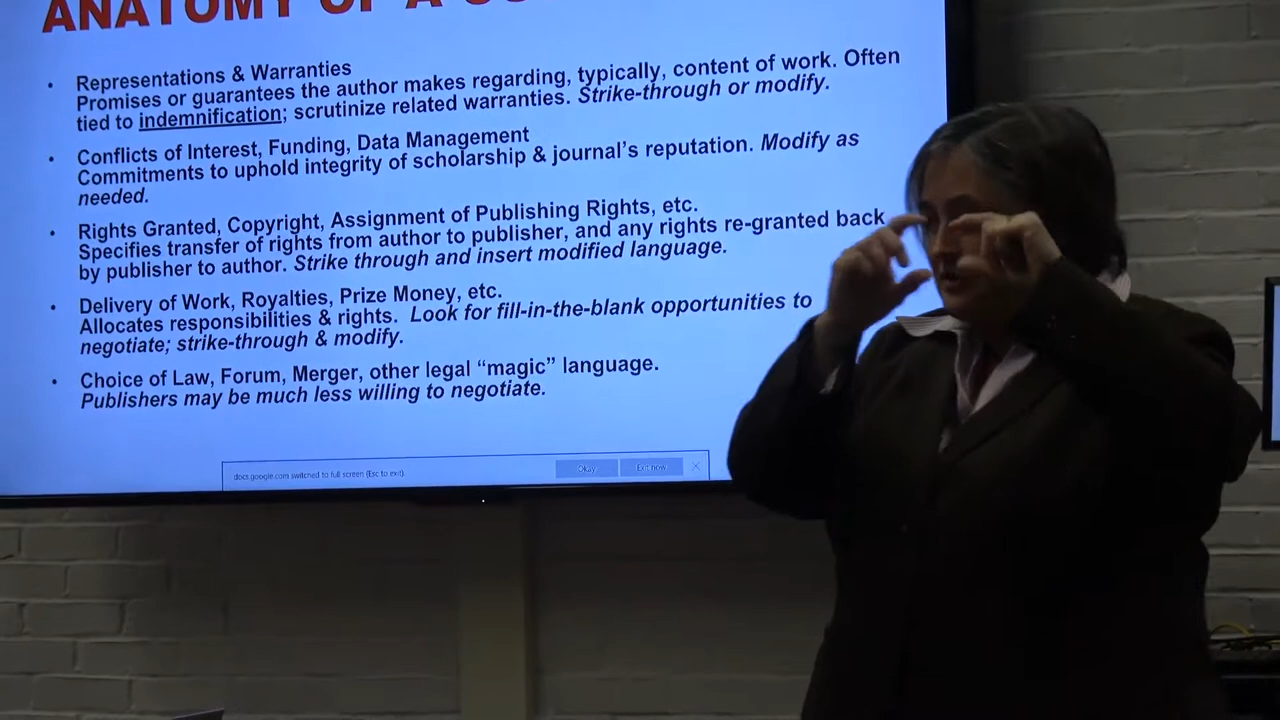 ANATOMY OF A
• Representations & Warranties
Promises or guarantees the author makes regarding, typically, content of work. Often
tied to indemnification; scrutinize related warranties. Strike-through or modify.
• Conflicts of Interest, Funding, Data Management
Commitments to uphold integrity of scholarship & journal's reputation. Modify as
needed.
• Rights Granted, Copyright, Assignment of Publishing Rights, etc.
Specifies transfer of rights from author to publisher, and any rights re-granted back
by publisher to author. Strike through and insert modified language.
• Delivery of Work, Royalties, Prize Money, etc.
Allocates responsibilities & rights. Look for fill-in-the-blank opportunities to
negotiate; strike-through & modify.
• Choice of Law, Forum, Merger, other legal “magic” language.
Publishers may be much less willing to negotiate.
docs.google.com switched to full screen (Esc to exit). Okay Exit now